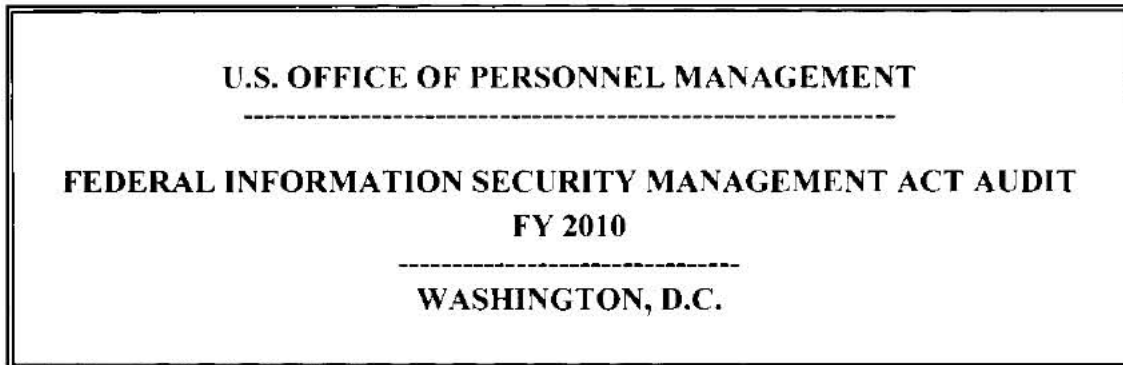 U.S. OFFICE OF PERSONNEL MANAGEMENT
FEDERAL INFORMATION SECURITY MANAGEMENT ACT AUDIT
FY 2010
WASHINGTON, D.C.